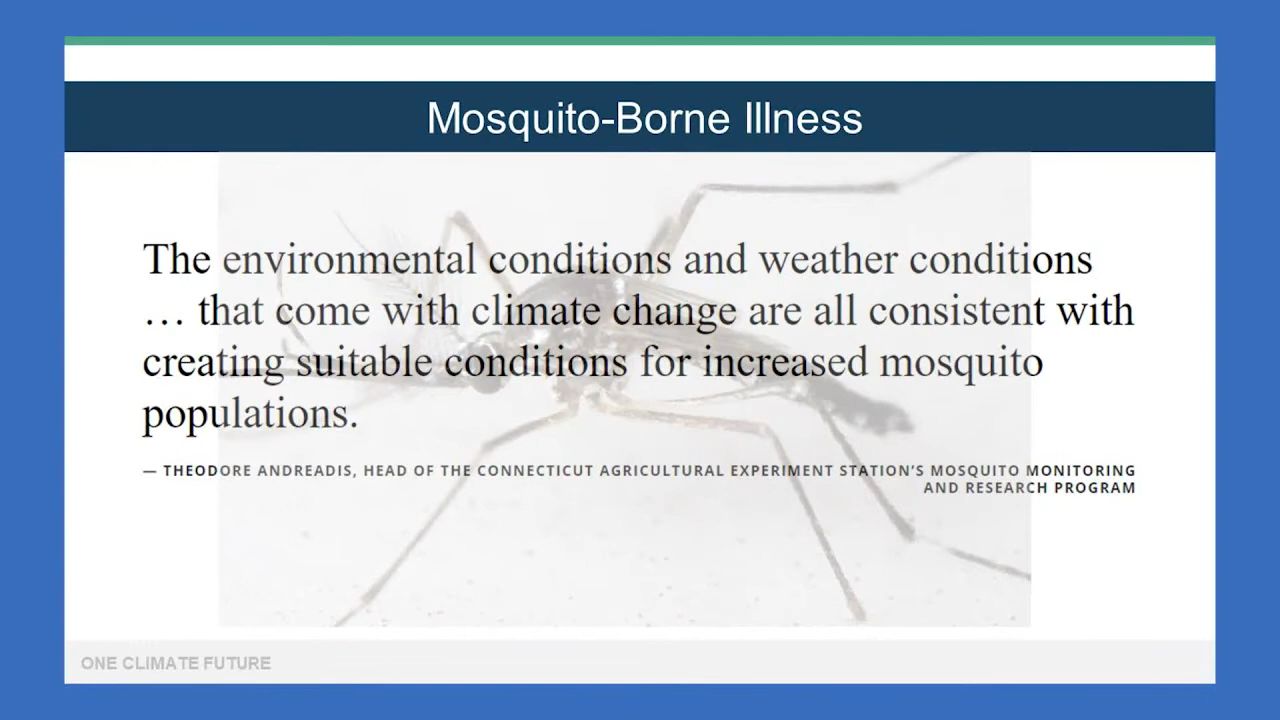 Mosquito-Borne Illness
The environmental conditions and weather conditions
… that come with climate change are all consistent with
creating suitable conditions for increased mosquito
populations.
— THEODORE ANDREADIS, HEAD OF THE CONNECTICUT AGRICULTURAL EXPERIMENT STATION'S MOSQUITO MONITORING
AND RESEARCH PROGRAM
ONE CLIMATE FUTURE